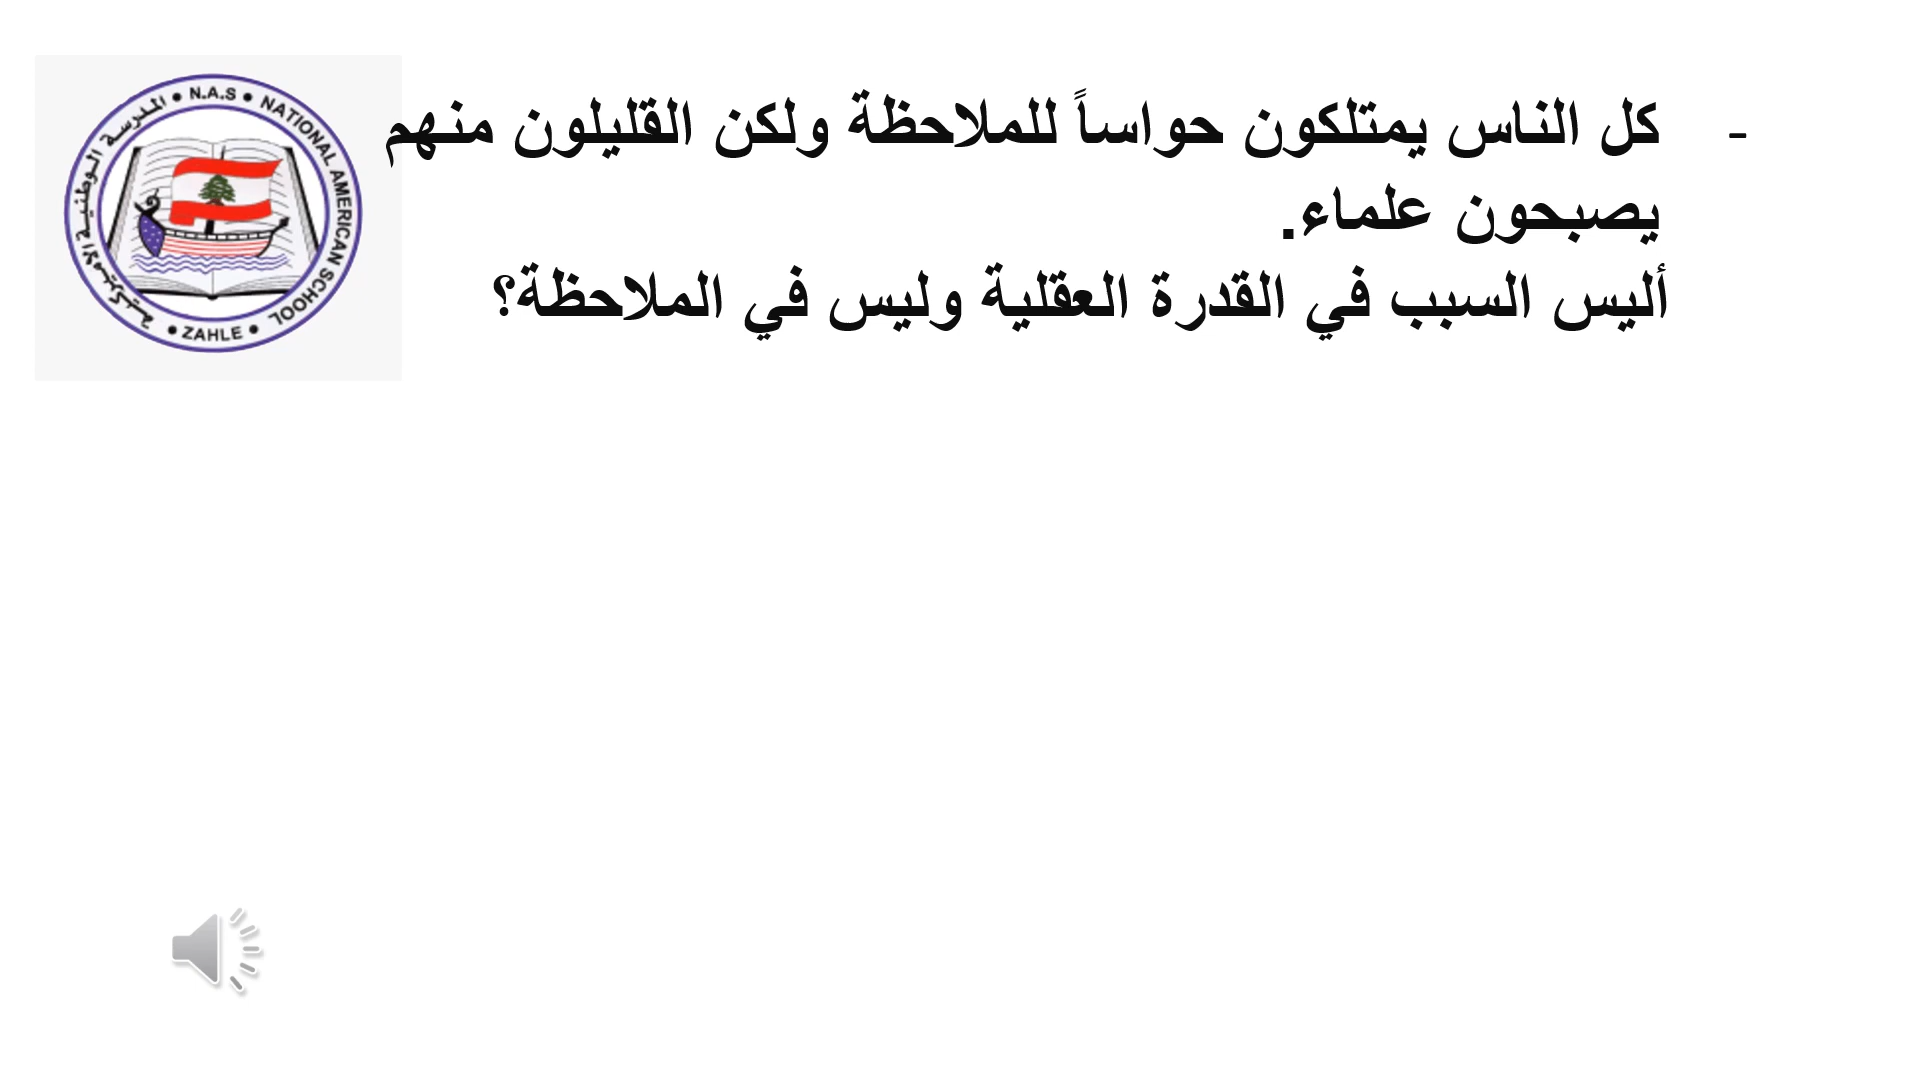 - كل الناس يمتلكون حواساً للملاحظة ولكن القليلون منهم
يصبحون علماء.
أليس السبب في القدرة العقلية وليس في الملاحظة؟
N.A.S • NATIONAL AMERICAN SCHOOL • ZAHLE • المدرسة الوطنية الاميركية •